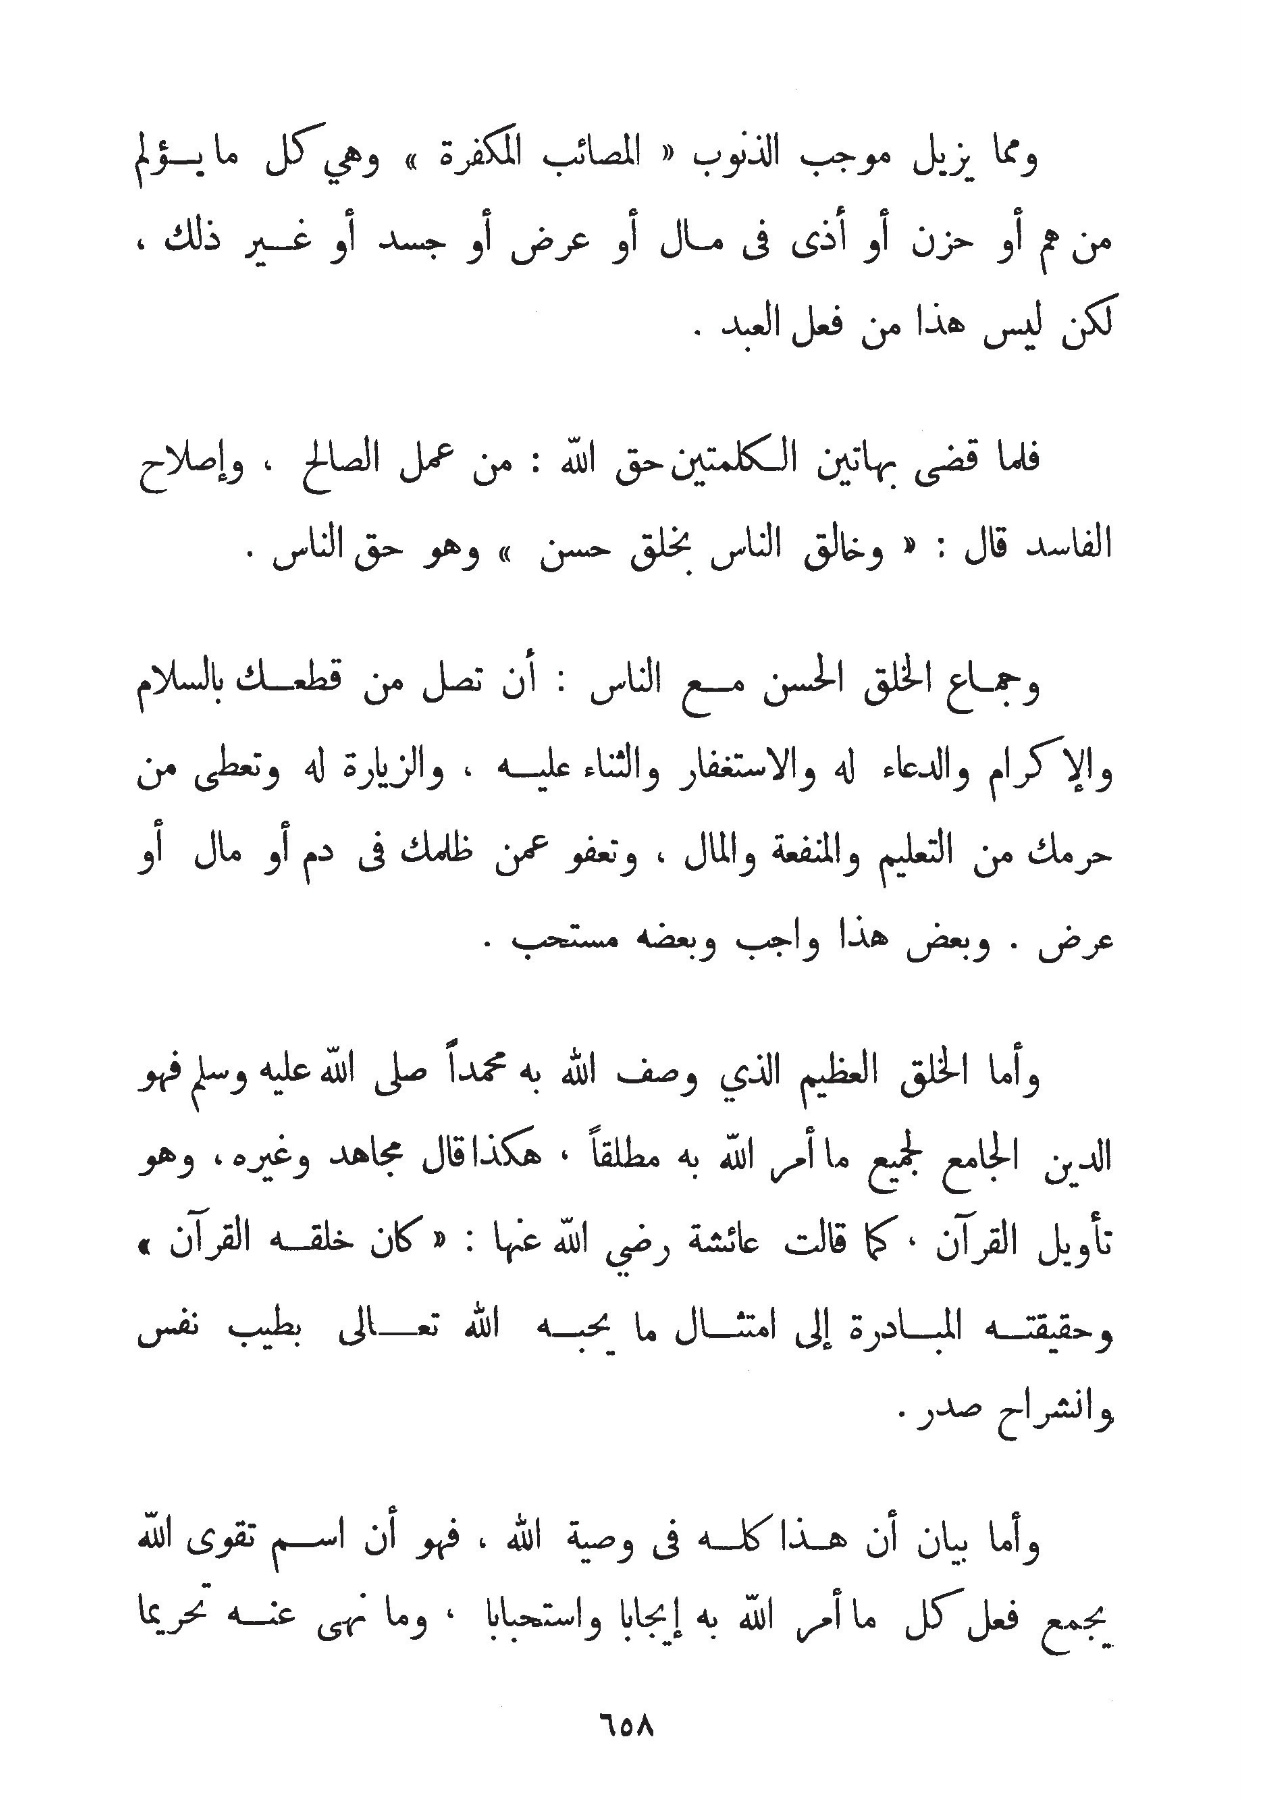 ومما يزيل موجب الذنوب « المصائب المكفرة » وهي كل ما يؤلم
من هم أو حزن أو أذى فى مال أو عرض أو جسد أو غير ذلك ،
لكن ليس هذا من فعل العبد .
فلما قضى بهاتين الكلمتين حق الله : من عمل الصالح ، وإصلاح
الفاسد قال : « وخالق الناس بخلق حسن » وهو حق الناس .
وجماع الخلق الحسن مع الناس : أن تصل من قطعك بالسلام
والإكرام والدعاء له والاستغفار والثناء عليه ، والزيارة له وتعطى من
حرمك من التعليم والمنفعة والمال ، وتعفو عمن ظلمك فى دم أو مال أو
عرض . وبعض هذا واجب وبعضه مستحب .
وأما الخلق العظيم الذي وصف الله به محمداً صلى الله عليه وسلم فهو
الدين الجامع لجميع ما أمر الله به مطلقاً ، هكذا قال مجاهد وغيره ، وهو
تأويل القرآن ، كما قالت عائشة رضي الله عنها : « كان خلقه القرآن »
وحقيقته المبادرة إلى امتثال ما يحبه الله تعالى بطيب نفس
وانشراح صدر .
وأما بيان أن هذا كله فى وصية الله ، فهو أن اسم تقوى الله
يجمع فعل كل ما أمر الله به إيجابا واستحبابا ، وما نهى عنه تحريما
٦٥٨